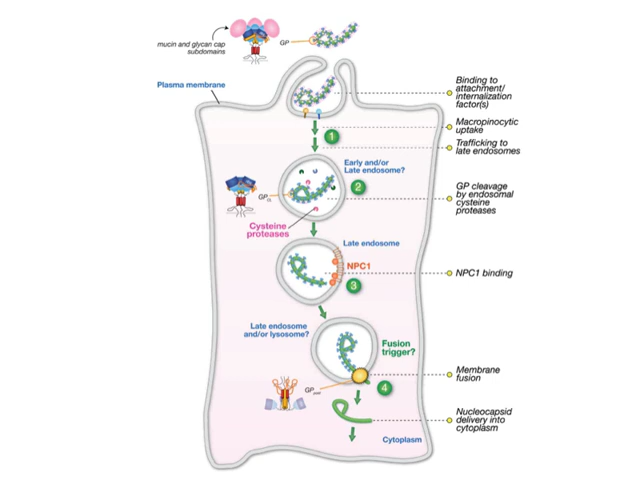 mucin and glycan cap
subdomains
GP
Plasma membrane
Binding to
attachment/
internalization
factor(s)
Macropinocytic
uptake
1
Trafficking to
late endosomes
Early and/or
Late endosome?
2
GP cleavage
by endosomal
cysteine
proteases
GP
Cysteine
proteases
Late endosome
NPC1
NPC1 binding
3
Late endosome
and/or lysosome?
Fusion
trigger?
Membrane
fusion
4
GP
Nucleocapsid
delivery into
cytoplasm
Cytoplasm